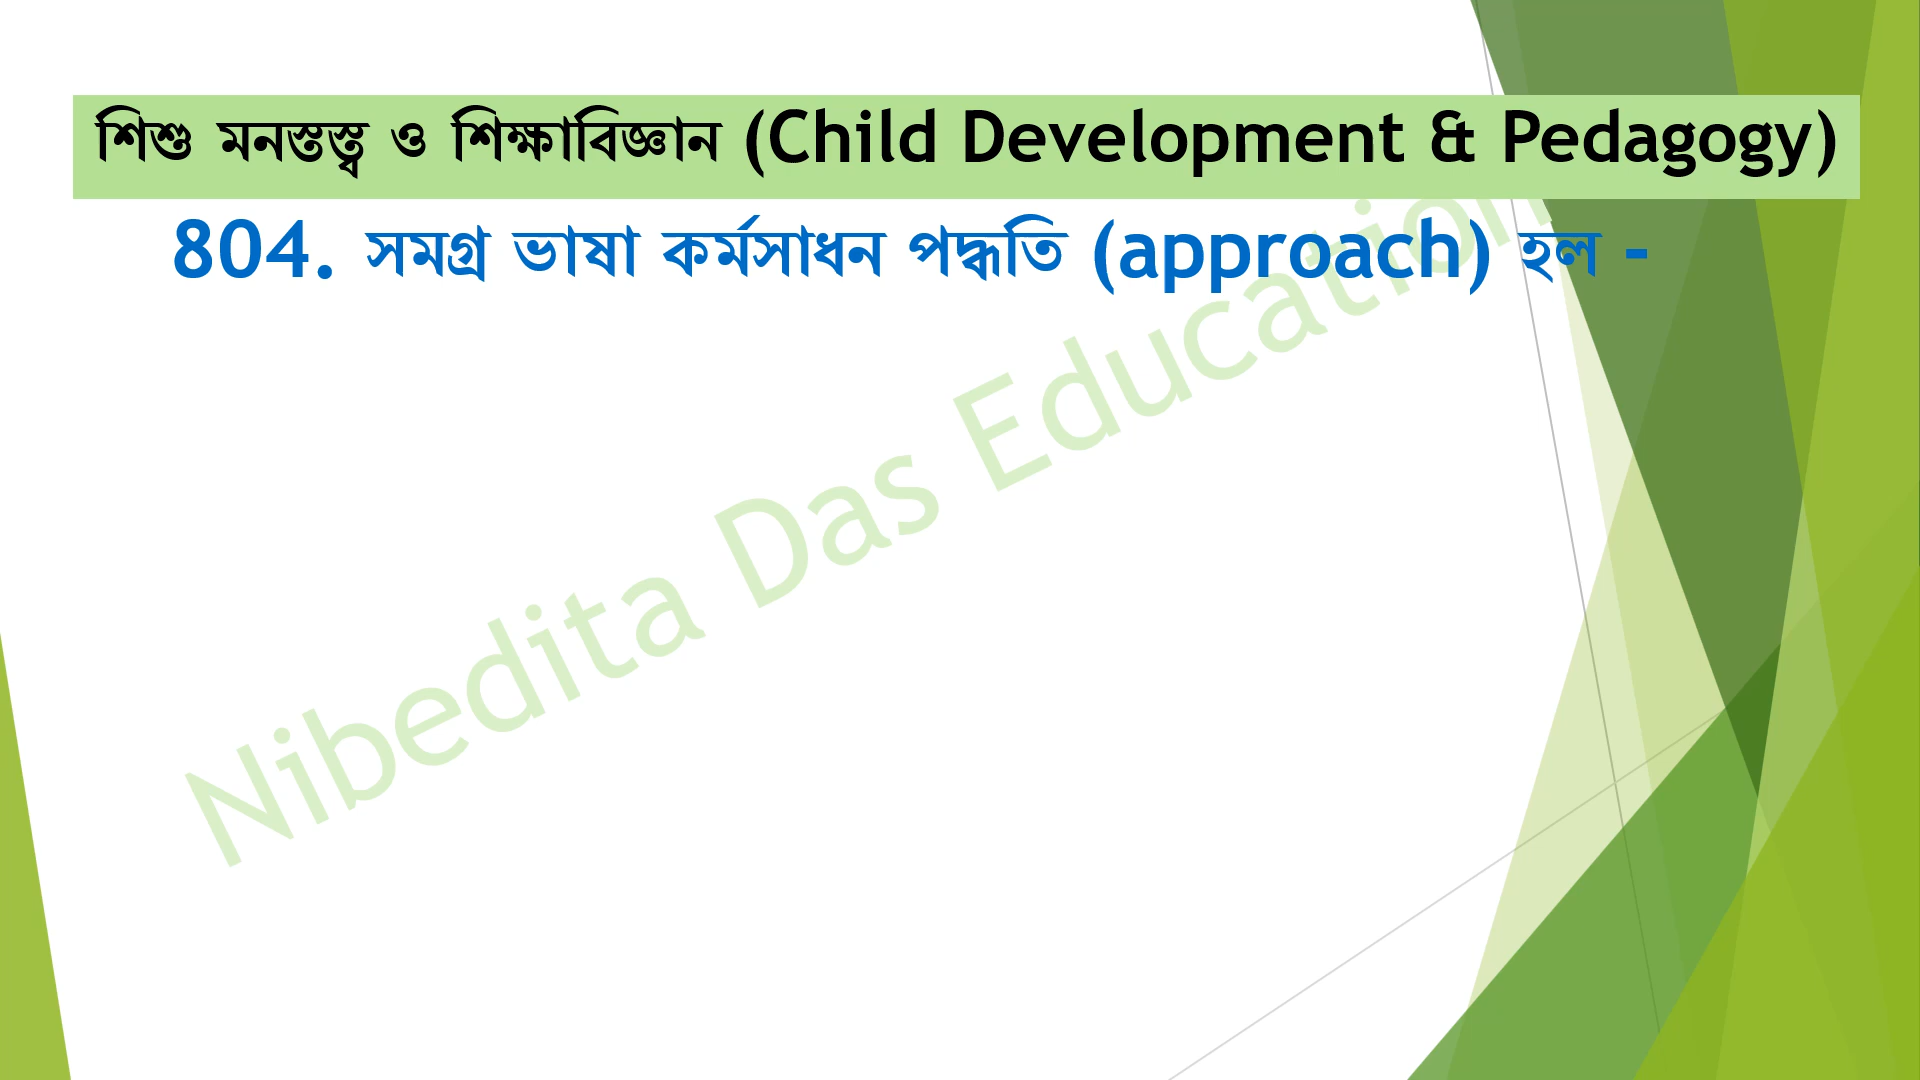 শিশু মনস্তত্ত্ব ও শিক্ষাবিজ্ঞান (Child Development & Pedagogy)
804. সমগ্র ভাষা কর্মসাধন পদ্ধতি (approach) হল -
Nibedita Das Education